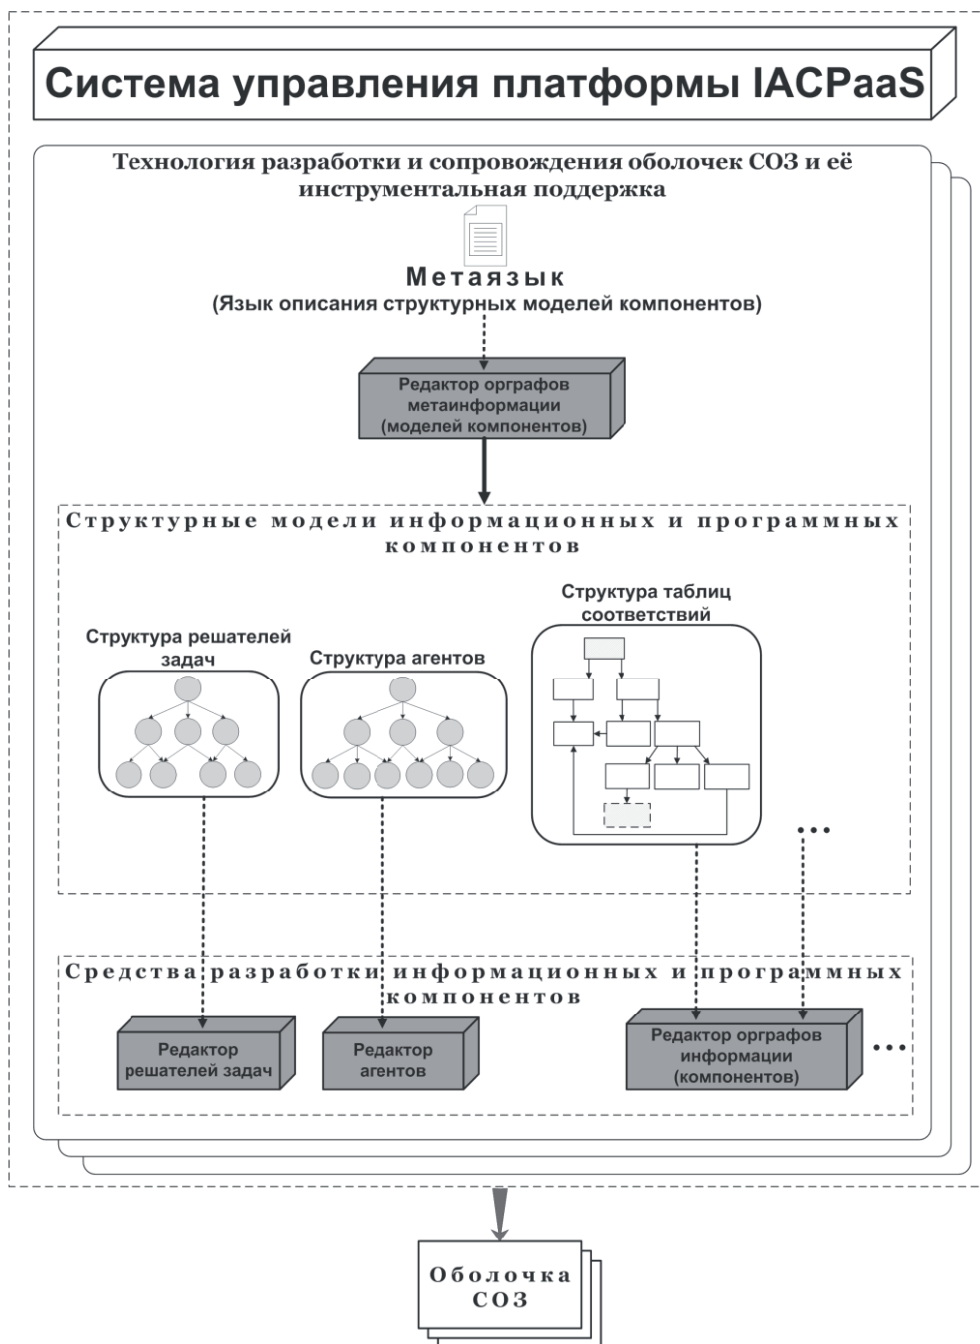 Система управления платформы IACPaaS
Технология разработки и сопровождения оболочек СОЗ и её
инструментальная поддержка
Метаязык
(Язык описания структурных моделей компонентов)
Редактор орграфов
метаинформации
(моделей компонентов)
Структурные модели информационных и программных
компонентов
Структура таблиц
соответствий
Структура решателей
задач
Структура агентов
...
Средства разработки информационных и программных
компонентов
Редактор
решателей задач
Редактор
агентов
Редактор орграфов
информации
(компонентов)
...
Оболочка
СОЗ